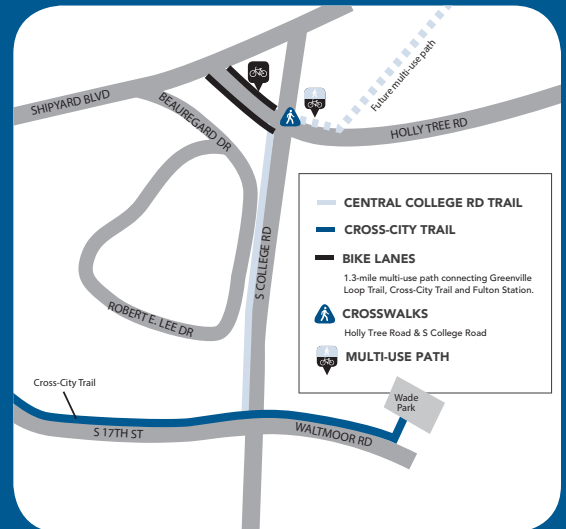 SHIPYARD BLVD
BEAUREGARD DR
Future multi-use path
HOLLY TREE RD
S COLLEGE RD
ROBERT E. LEE DR
CENTRAL COLLEGE RD TRAIL
CROSS-CITY TRAIL
BIKE LANES
1.3-mile multi-use path connecting Greenville
Loop Trail, Cross-City Trail and Fulton Station.
CROSSWALKS
Holly Tree Road & S College Road
MULTI-USE PATH
Cross-City Trail
Wade
Park
S 17TH ST
WALTMOOR RD